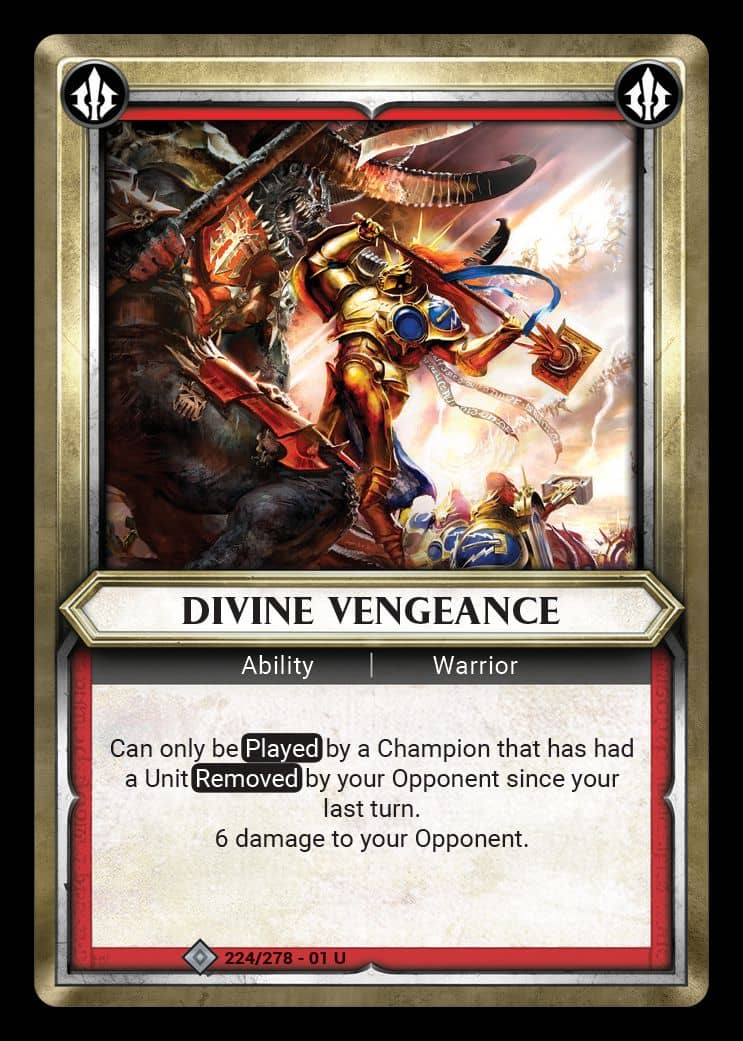 DIVINE VENGEANCE
Ability | Warrior
Can only be Played by a Champion that has had
a Unit Removed by your Opponent since your
last turn.
6 damage to your Opponent.
224/278 - 01 U